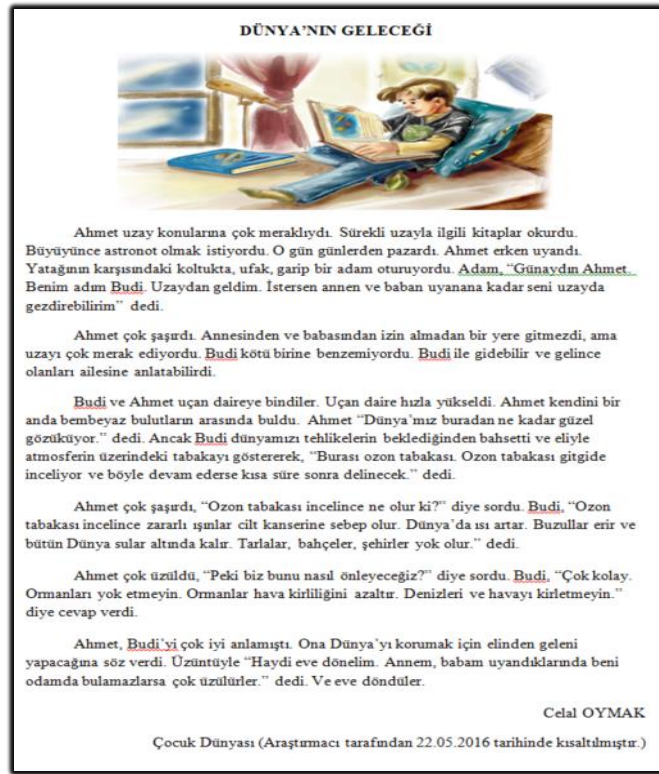 DÜNYA’NIN GELECEĞİ
Ahmet uzay konularına çok meraklıydı. Sürekli uzayla ilgili kitaplar okurdu.
Büyüyünce astronot olmak istiyordu. O gün günlerden pazardı. Ahmet erken uyandı.
Yatağının karşısındaki koltukta, ufak, garip bir adam oturuyordu. Adam, “Günaydın Ahmet.
Benim adım Budi. Uzaydan geldim. İstersen annen ve baban uyanana kadar seni uzayda
gezdirebilirim” dedi.
Ahmet çok şaşırdı. Annesinden ve babasından izin almadan bir yere gitmezdi, ama
uzayı çok merak ediyordu. Budi kötü birine benzemiyordu. Budi ile gidebilir ve gelince
olanları ailesine anlatabilirdi.
Budi ve Ahmet uçan daireye bindiler. Uçan daire hızla yükseldi. Ahmet kendini bir
anda bembeyaz bulutların arasında buldu. Ahmet “Dünya’mız buradan ne kadar güzel
gözüküyor.” dedi. Ancak Budi dünyamızı tehlikelerin beklediğinden bahsetti ve eliyle
atmosferin üzerindeki tabakayı göstererek, “Burası ozon tabakası. Ozon tabakası gitgide
inceliyor ve böyle devam ederse kısa süre sonra delinecek.” dedi.
Ahmet çok şaşırdı, “Ozon tabakası incelince ne olur ki?” diye sordu. Budi, “Ozon
tabakası incelince zararlı ışınlar cilt kanserine sebep olur. Dünya’da ısı artar. Buzullar erir ve
bütün Dünya sular altında kalır. Tarlalar, bahçeler, şehirler yok olur.” dedi.
Ahmet çok üzüldü, “Peki biz bunu nasıl önleyeceğiz?” diye sordu. Budi, “Çok kolay.
Ormanları yok etmeyin. Ormanlar hava kirliliğini azaltır. Denizleri ve havayı kirletmeyin.”
diye cevap verdi.
Ahmet, Budi’yi çok iyi anlamıştı. Ona Dünya’yı korumak için elinden geleni
yapacağına söz verdi. Üzüntüyle “Haydi eve dönelim. Annem, babam uyandıklarında beni
odamda bulamazlarsa çok üzülürler.” dedi. Ve eve döndüler.
Celal OYMAK
Çocuk Dünyası (Araştırmacı tarafından 22.05.2016 tarihinde kısaltılmıştır.)